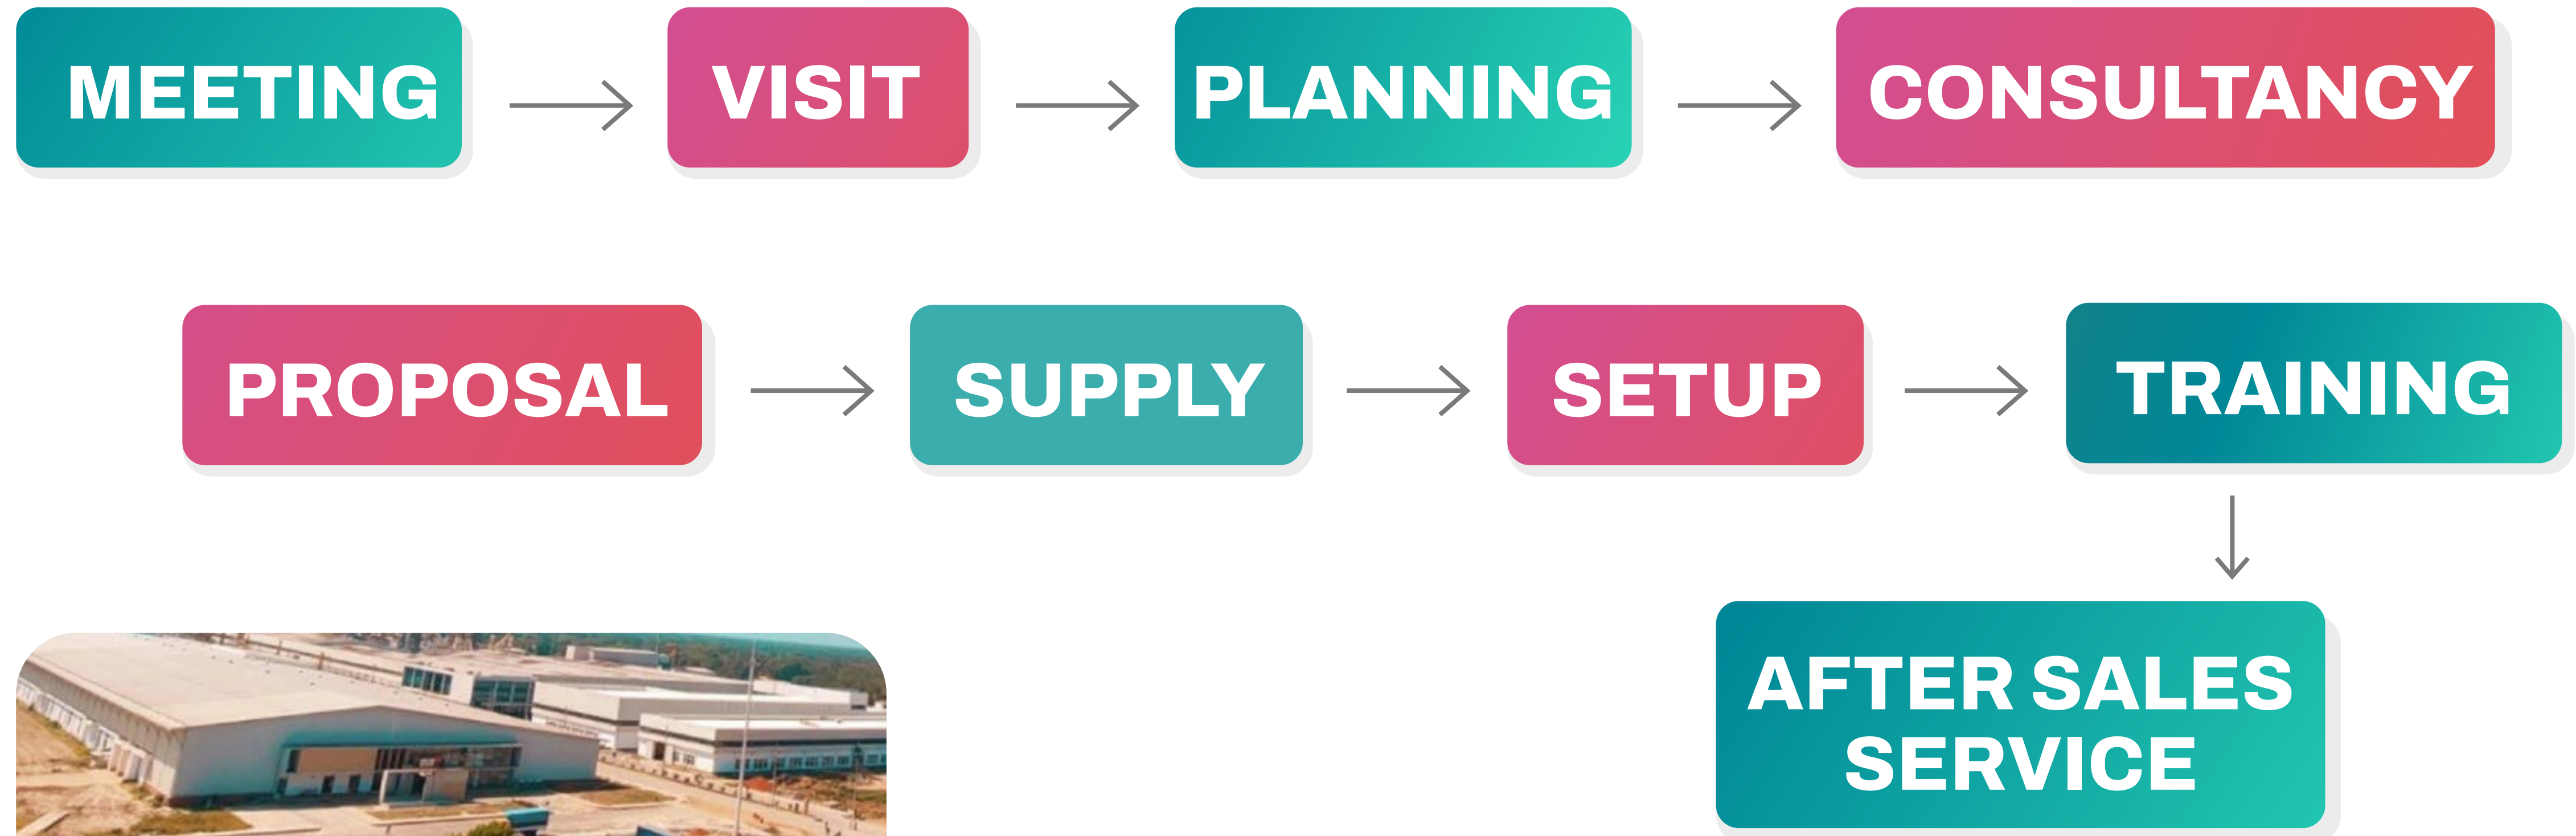 MEETING
VISIT
PLANNING
CONSULTANCY
PROPOSAL
SUPPLY
SETUP
TRAINING
AFTER SALES
SERVICE